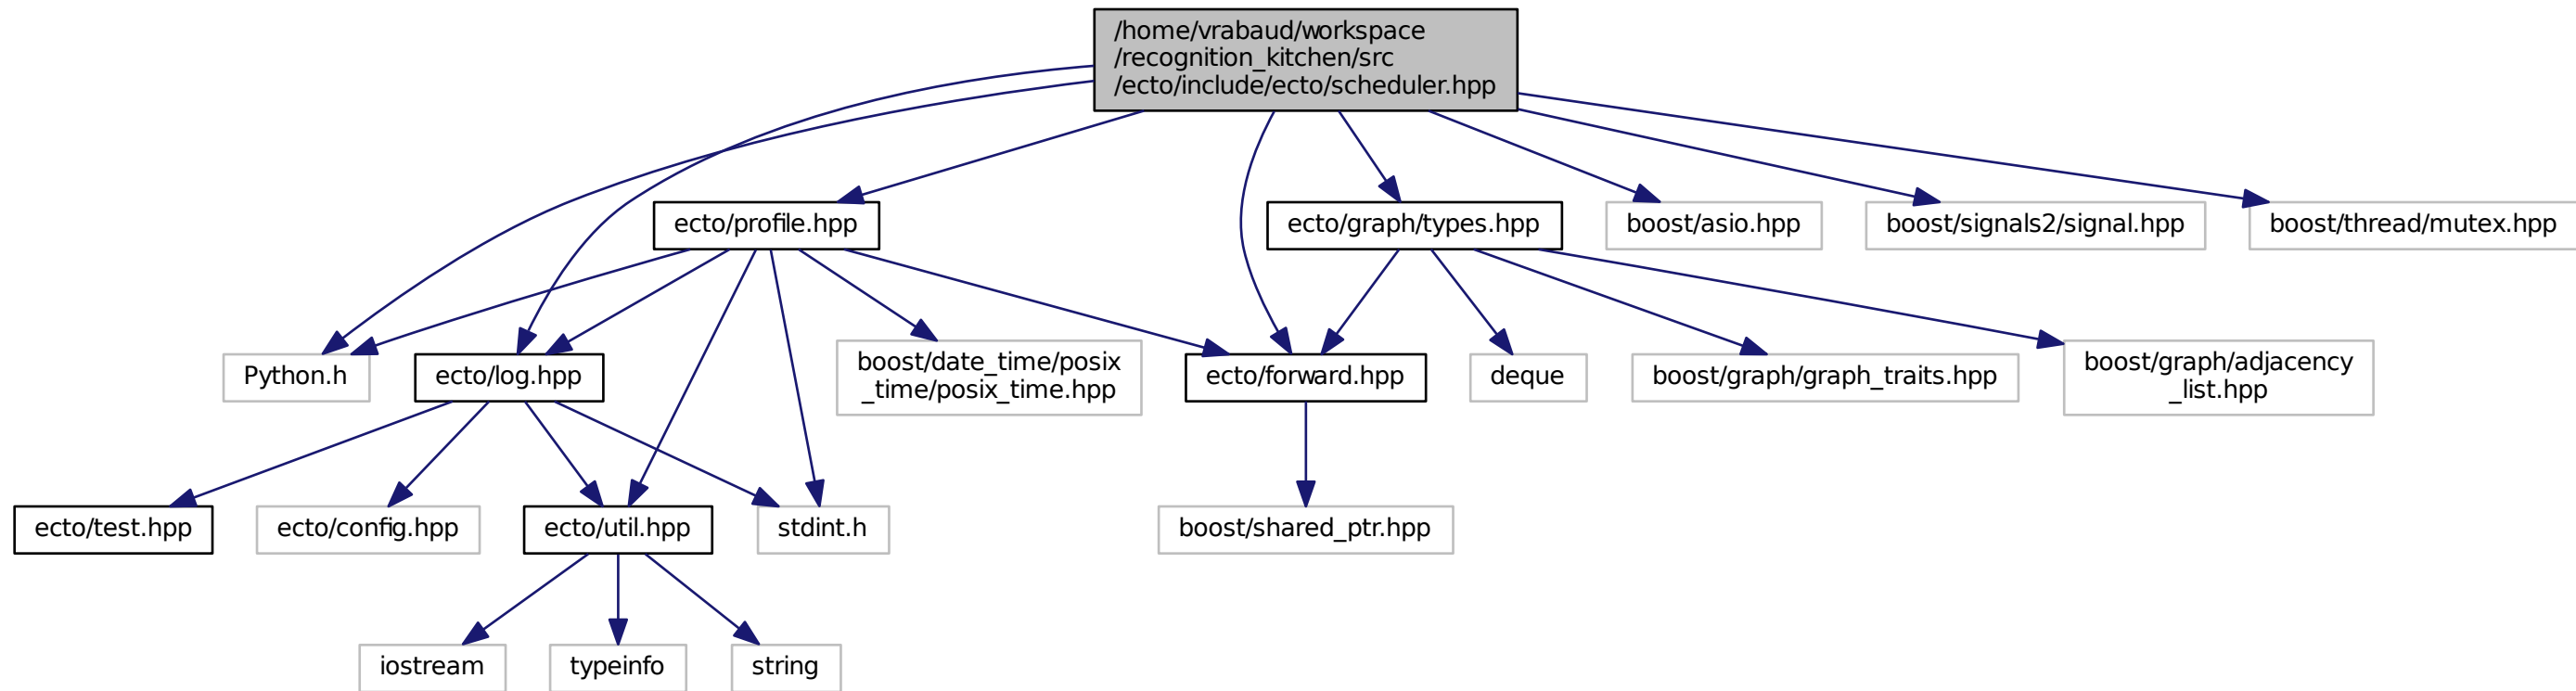 /home/vrabaud/workspace
/recognition_kitchen/src
/ecto/include/ecto/scheduler.hpp
ecto/profile.hpp
ecto/graph/types.hpp
boost/asio.hpp
boost/signals2/signal.hpp
boost/thread/mutex.hpp
Python.h
ecto/log.hpp
boost/date_time/posix
_time/posix_time.hpp
ecto/forward.hpp
deque
boost/graph/graph_traits.hpp
boost/graph/adjacency
_list.hpp
ecto/test.hpp
ecto/config.hpp
ecto/util.hpp
stdint.h
boost/shared_ptr.hpp
iostream
typeinfo
string